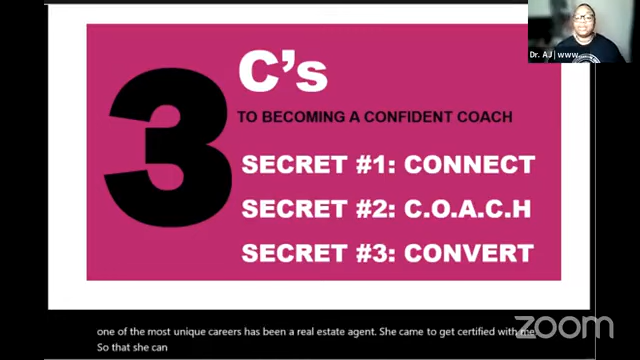 Dr. AJ | www...
3 C's
TO BECOMING A CONFIDENT COACH
SECRET #1: CONNECT
SECRET #2: C.O.A.C.H
SECRET #3: CONVERT
one of the most unique careers has been a real estate agent. She came to get certified with me.
So that she can
zoom